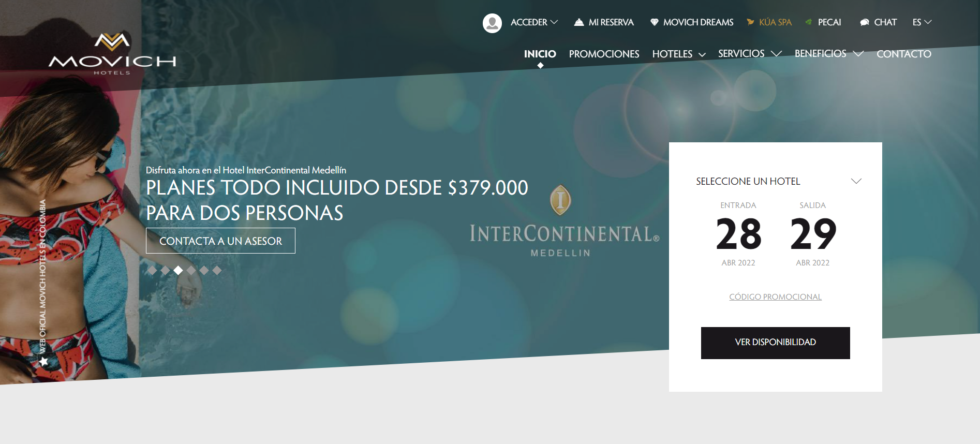 ACCEDER
MI RESERVA
MOVICH DREAMS
KÚA SPA
PECAI
CHAT
ES
MOVICH
HOTELS
INICIO
PROMOCIONES
HOTELES
SERVICIOS
BENEFICIOS
CONTACTO
Disfruta ahora en el Hotel InterContinental Medellín
PLANES TODO INCLUIDO DESDE $379.000
PARA DOS PERSONAS
CONTACTA A UN ASESOR
INTERCONTINENTAL®
MEDELLIN
WEB OFICIAL MOVICH HOTELS EN COLOMBIA
SELECCIONE UN HOTEL
ENTRADA
SALIDA
28
29
ABR 2022
ABR 2022
CÓDIGO PROMOCIONAL
VER DISPONIBILIDAD